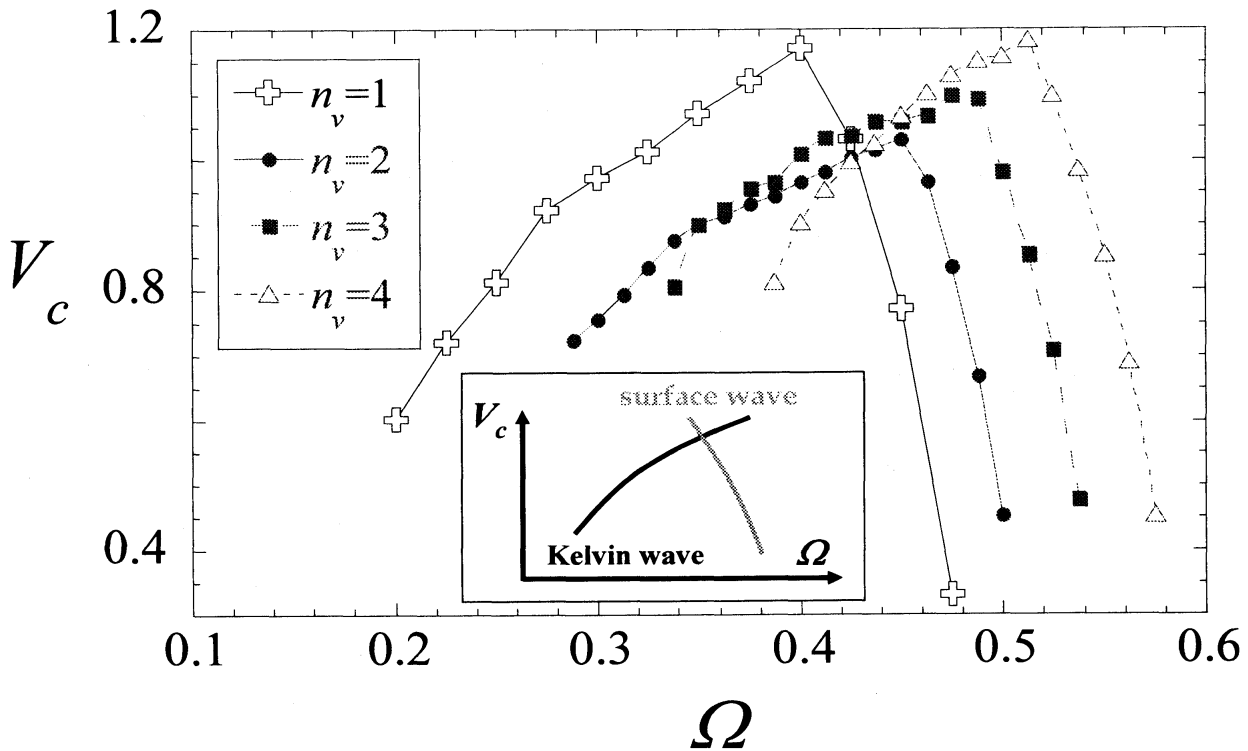 1.2
n_v=1
n_v=2
n_v=3
n_v=4
V_c
0.8
surface wave
V_c
Kelvin wave
Ω
0.4
0.1 0.2 0.3 0.4 0.5 0.6
Ω